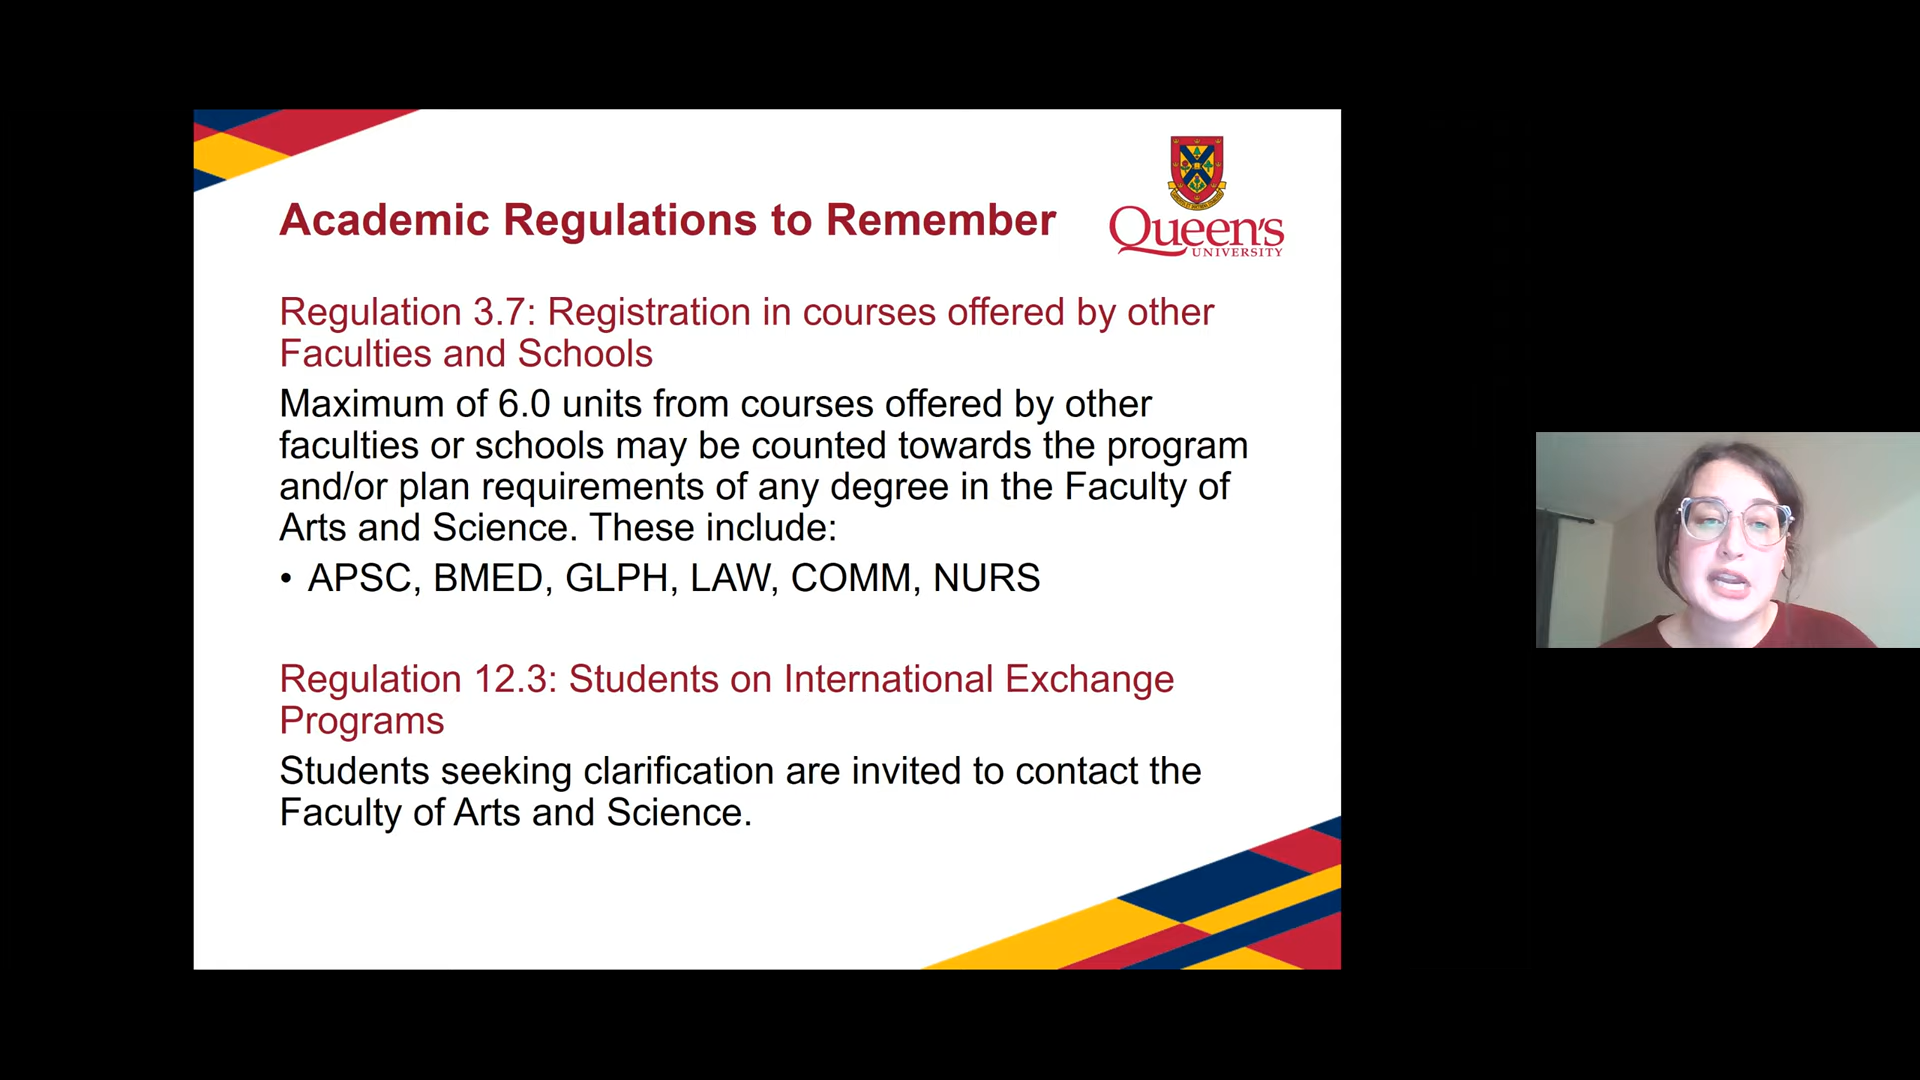 Academic Regulations to Remember
Queen's
UNIVERSITY
Regulation 3.7: Registration in courses offered by other
Faculties and Schools
Maximum of 6.0 units from courses offered by other
faculties or schools may be counted towards the program
and/or plan requirements of any degree in the Faculty of
Arts and Science. These include:
• APSC, BMED, GLPH, LAW, COMM, NURS
Regulation 12.3: Students on International Exchange
Programs
Students seeking clarification are invited to contact the
Faculty of Arts and Science.